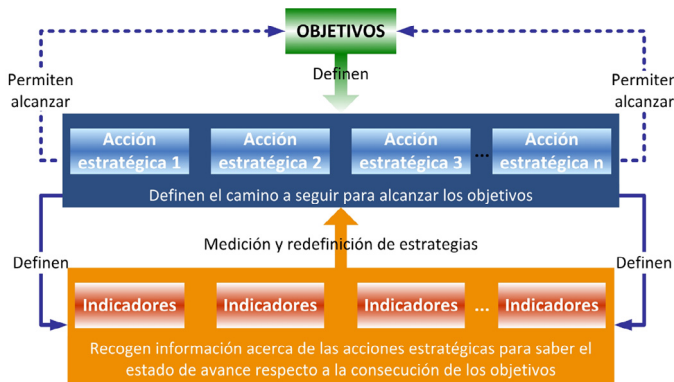 OBJETIVOS
Definen
Permiten
alcanzar
Permiten
alcanzar
Acción
estratégica 1
Acción
estratégica 2
Acción
estratégica 3
...
Acción
estratégica n
Definen el camino a seguir para alcanzar los objetivos
Medición y redefinición de estrategias
Definen
Definen
Indicadores
Indicadores
Indicadores
...
Indicadores
Recogen información acerca de las acciones estratégicas para saber el
estado de avance respecto a la consecución de los objetivos